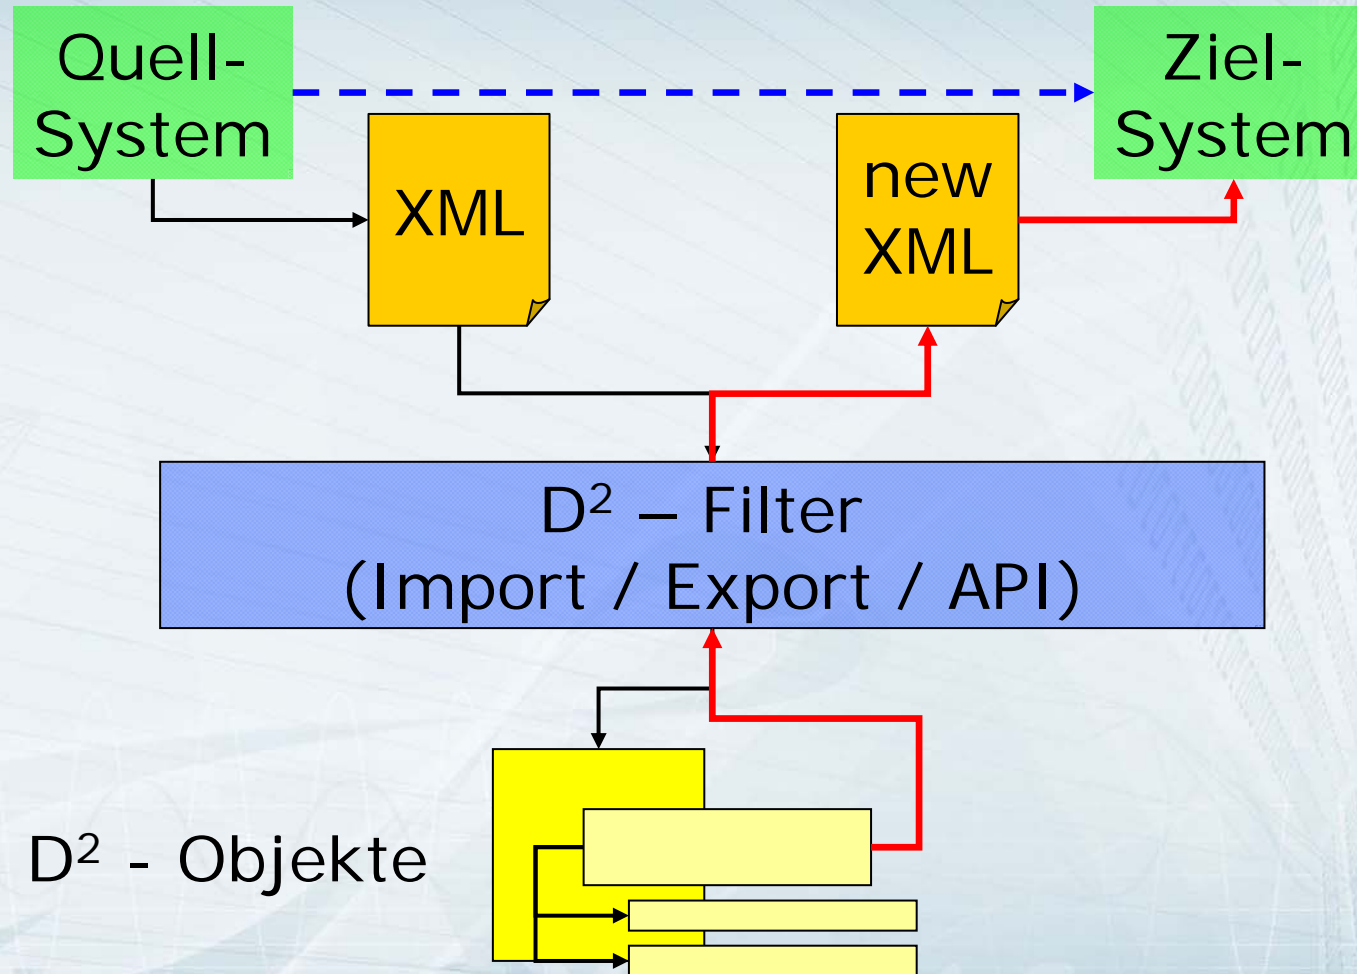 Quell-
System
Ziel-
System
XML
new
XML
D² – Filter
(Import / Export / API)
D² - Objekte